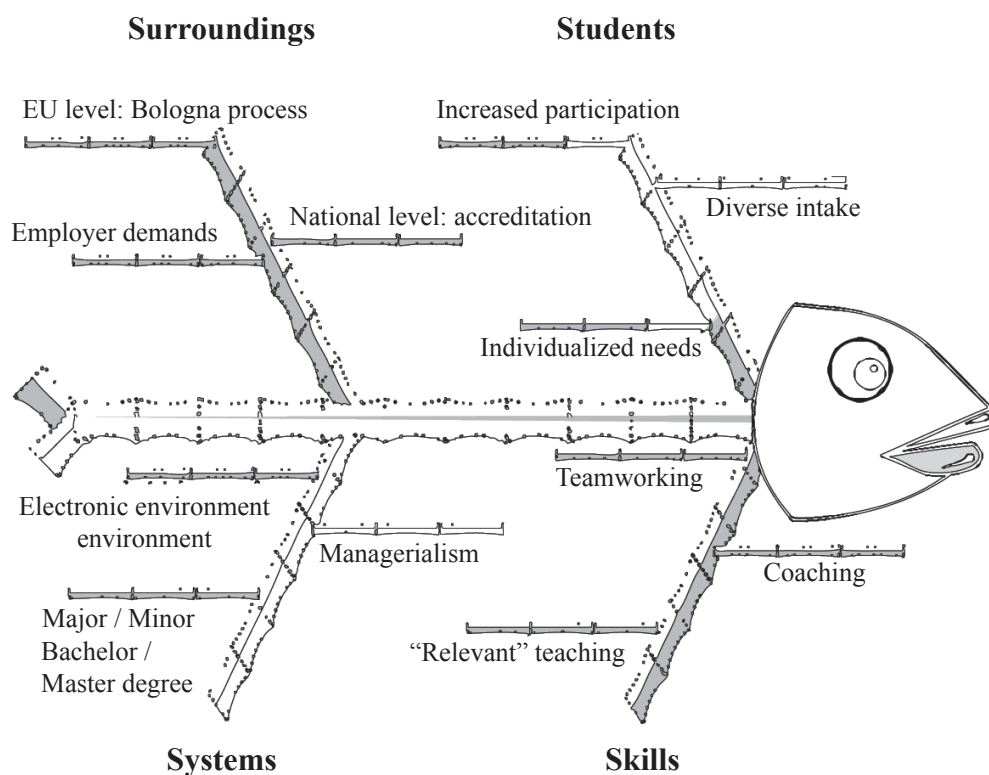 Surroundings
Students
EU level: Bologna process
Increased participation
Diverse intake
National level: accreditation
Employer demands
Individualized needs
Teamworking
Electronic environment
environment
Managerialism
Coaching
Major / Minor
Bachelor /
Master degree
“Relevant” teaching
Systems
Skills